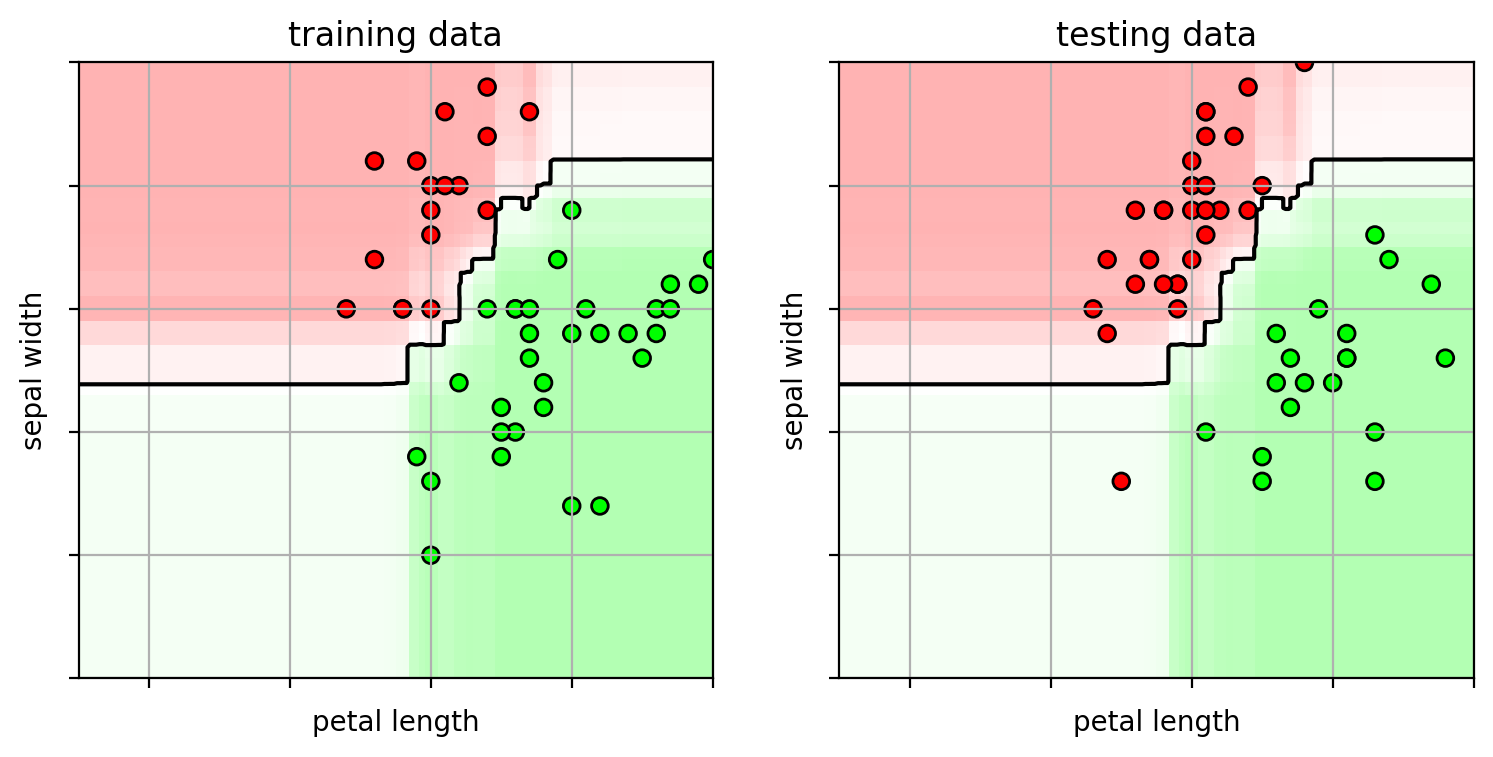 training data
sepal width
petal length
testing data
sepal width
petal length